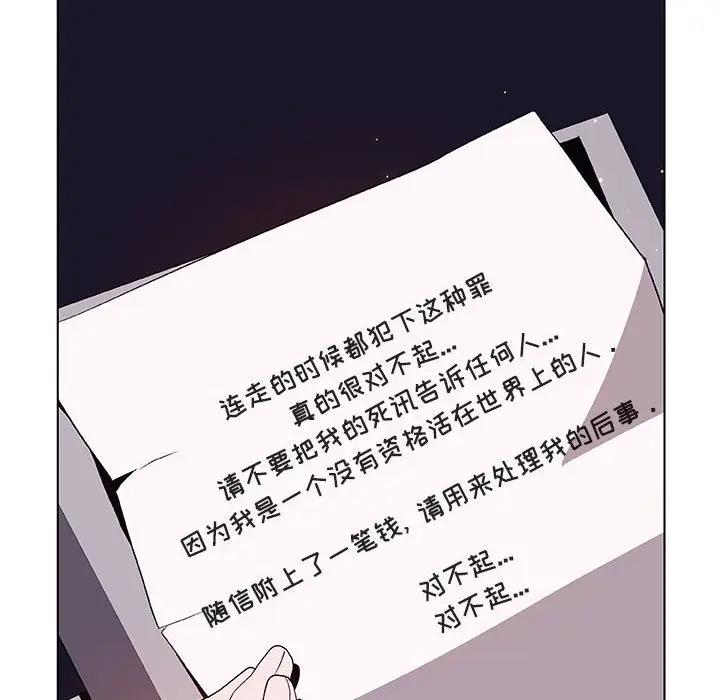 连走的时候都犯下这种罪
真的很对不起...
请不要把我的死讯告诉任何人...
因为我是一个没有资格活在世界上的人.
随信附上了一笔钱, 请用来处理我的后事.
对不起...
对不起...